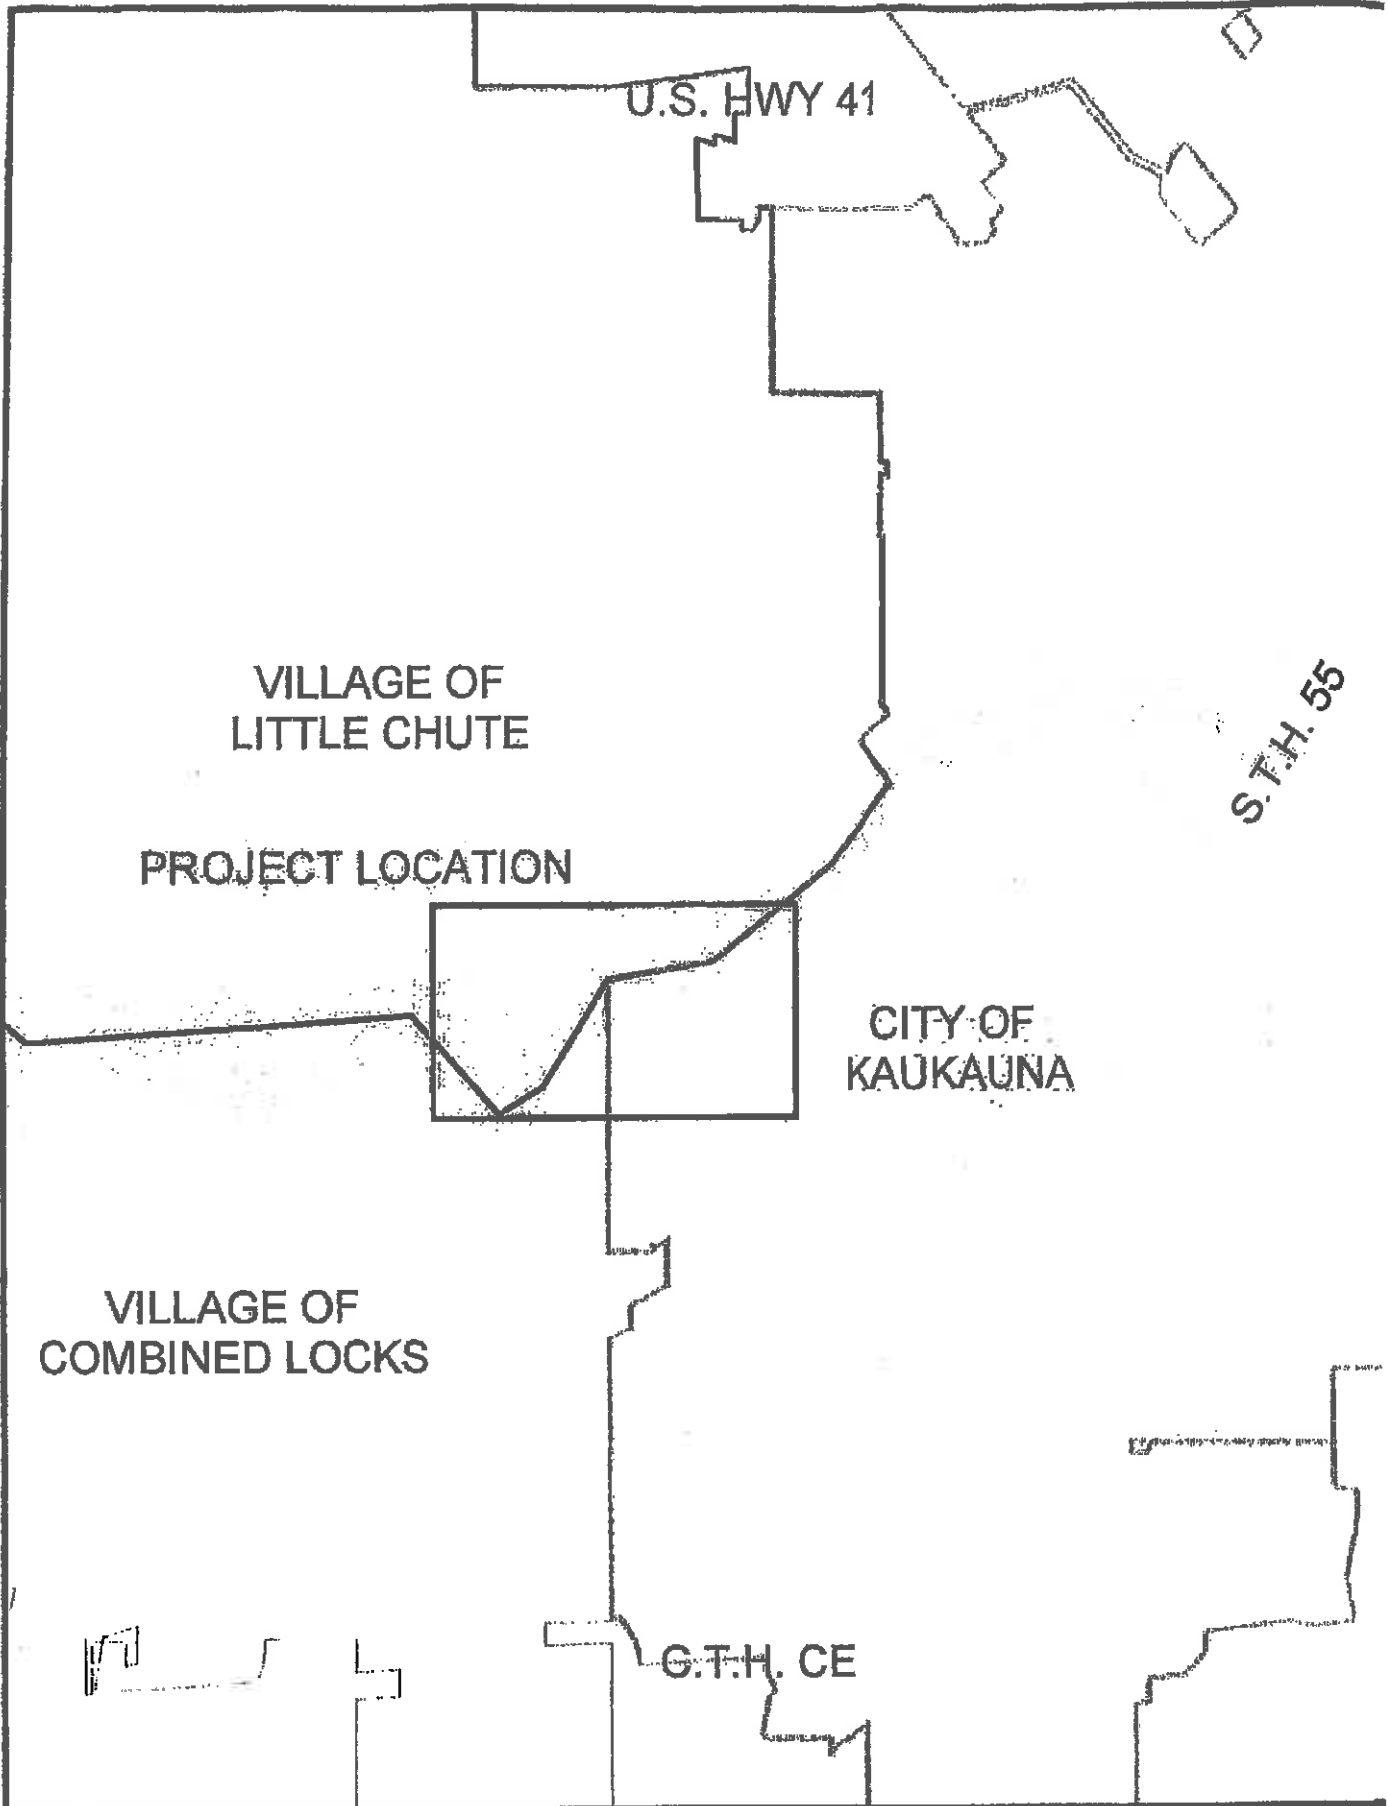 U.S. HWY 41
VILLAGE OF
LITTLE CHUTE
S.T.H. 55
PROJECT LOCATION
CITY OF
KAUKAUNA
VILLAGE OF
COMBINED LOCKS
C.T.H. CE